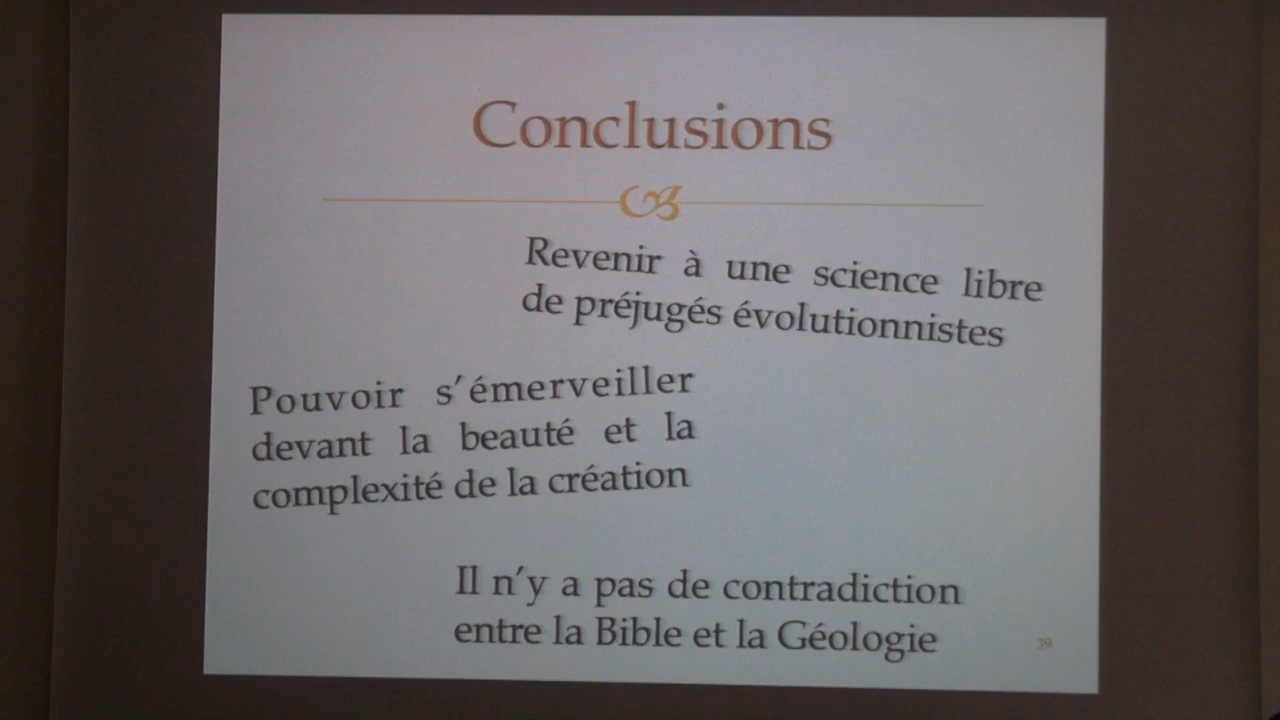 Conclusions
Revenir à une science libre
de préjugés évolutionnistes
Pouvoir s'émerveiller
devant la beauté et la
complexité de la création
Il n'y a pas de contradiction
entre la Bible et la Géologie
39